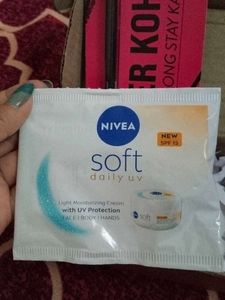 ER KOH
ONG STAY KA
NIVEA
soft
daily uv
NEW
SPF 15
Light Moisturizing Cream
with UV Protection
FACE | BODY | HANDS
NIVEA
soft